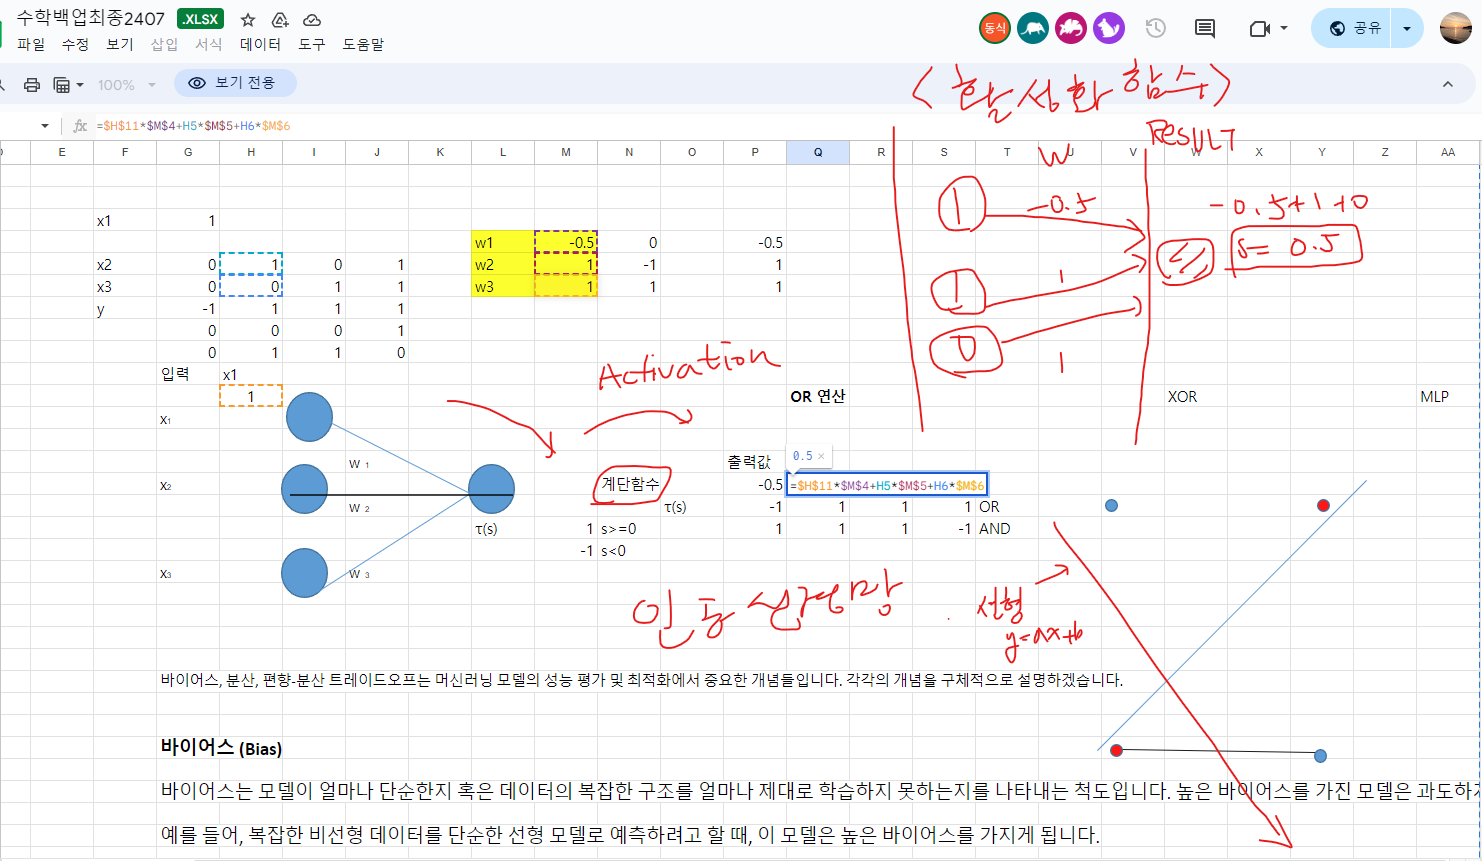 수학백업최종2407 .XLSX
동식
공유
파일 수정 보기 삽입 서식 데이터 도구 도움말
100% 보기 전용
<활성화 함수>
fx =$H$11*$M$4+H5*$M$5+H6*$M$6
RESULT
E F G H I J K L M N O P Q R S T U V W X Y Z AA
W
1 -0.5 -0.5+1+0
x1 1
w1 -0.5 0 -0.5
S= 0.5
x2 0 1 0 1 w2 1 -1 1
1 1
x3 0 0 1 1 w3 1 1 1
y -1 1 1 1
0 0 0 1
0 1 1 0
0 1
Activation
입력 x1
1 OR 연산 XOR MLP
X1
W 1
출력값 0.5 ×
X2 계단함수 -0.5 =$H$11*$M$4+H5*$M$5+H6*$M$6
W 2 τ(s) -1 1 1 1 OR
τ(s) 1 s>=0 1 1 1 -1 AND
-1 s<0
X3 W 3
인공신경망
선형
y=ax+b
바이어스, 분산, 편향-분산 트레이드오프는 머신러닝 모델의 성능 평가 및 최적화에서 중요한 개념들입니다. 각각의 개념을 구체적으로 설명하겠습니다.
바이어스 (Bias)
바이어스는 모델이 얼마나 단순한지 혹은 데이터의 복잡한 구조를 얼마나 제대로 학습하지 못하는지를 나타내는 척도입니다. 높은 바이어스를 가진 모델은 과도하게
예를 들어, 복잡한 비선형 데이터를 단순한 선형 모델로 예측하려고 할 때, 이 모델은 높은 바이어스를 가지게 됩니다.